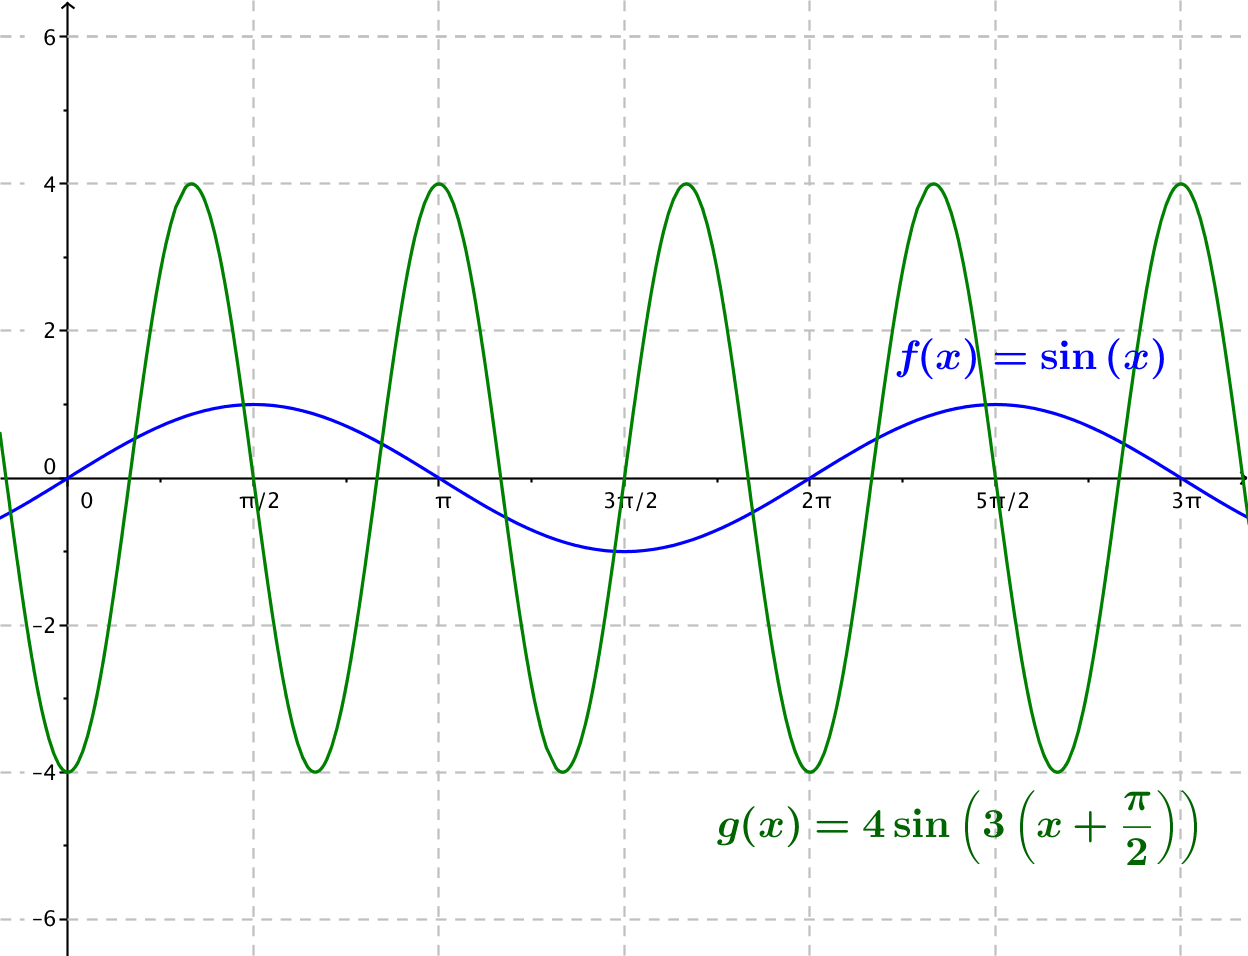 6
4
2
f(x) = sin (x)
0
0 π/2 π 3π/2 2π 5π/2 3π
−2
−4
g(x) = 4 sin (3 (x + π/2))
−6